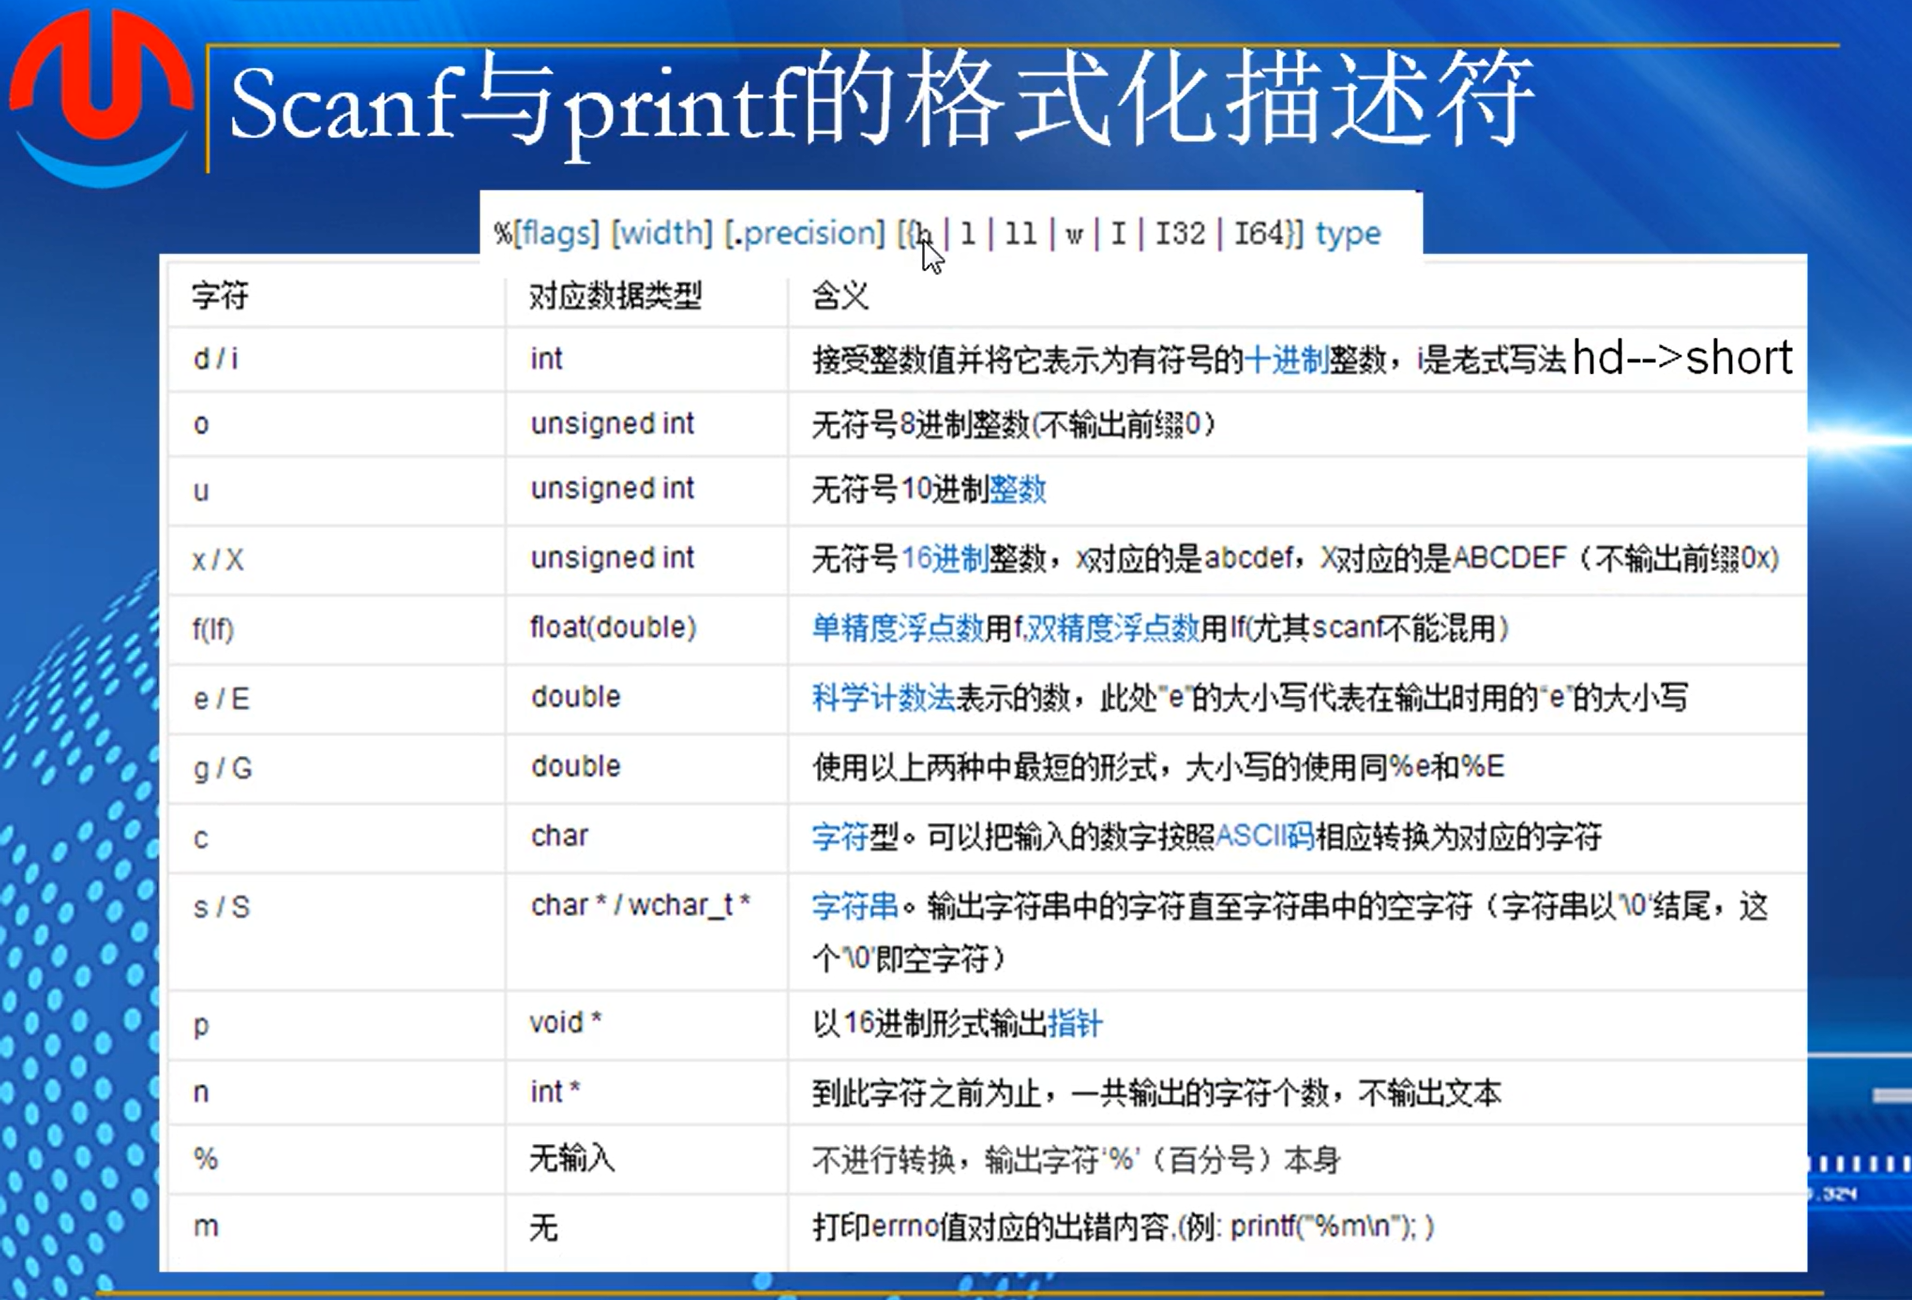 Scanf与printf的格式化描述符
%[flags] [width] [.precision] [{h | l | ll | w | I | I32 | I64}] type
字符 对应数据类型 含义
d / i int 接受整数值并将它表示为有符号的十进制整数，i是老式写法 hd-->short
o unsigned int 无符号8进制整数(不输出前缀0）
u unsigned int 无符号10进制整数
x / X unsigned int 无符号16进制整数，x对应的是abcdef，X对应的是ABCDEF（不输出前缀0x)
f(lf) float(double) 单精度浮点数用f,双精度浮点数用lf(尤其scanf不能混用)
e / E double 科学计数法表示的数，此处"e"的大小写代表在输出时用的“e”的大小写
g / G double 使用以上两种中最短的形式，大小写的使用同%e和%E
c char 字符型。可以把输入的数字按照ASCII码相应转换为对应的字符
s / S char * / wchar_t * 字符串。输出字符串中的字符直至字符串中的空字符（字符串以'\0'结尾，这
个'\0'即空字符）
p void * 以16进制形式输出指针
n int * 到此字符之前为止，一共输出的字符个数，不输出文本
% 无输入 不进行转换，输出字符‘%’（百分号）本身
m 无 打印errno值对应的出错内容,(例: printf("%m\n"); )
0.324